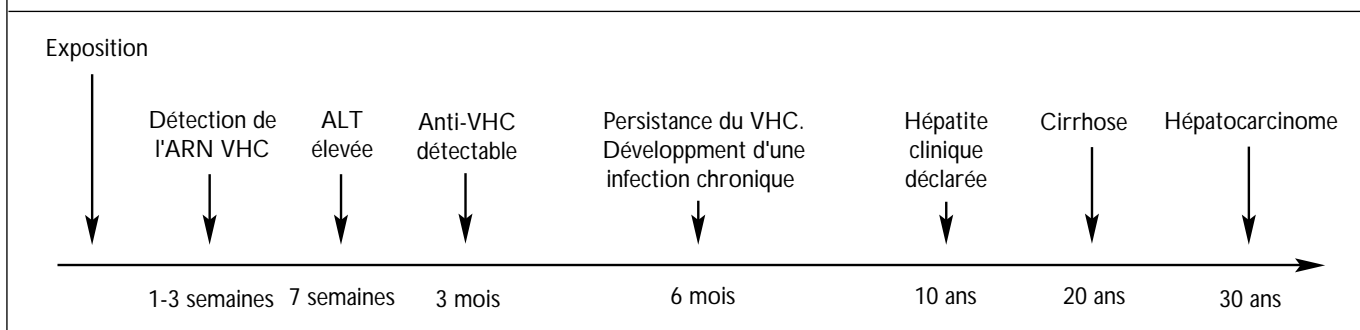 Exposition
Détection de
l'ARN VHC
ALT
élevée
Anti-VHC
détectable
Persistance du VHC.
Développment d'une
infection chronique
Hépatite
clinique
déclarée
Cirrhose
Hépatocarcinome
1-3 semaines
7 semaines
3 mois
6 mois
10 ans
20 ans
30 ans